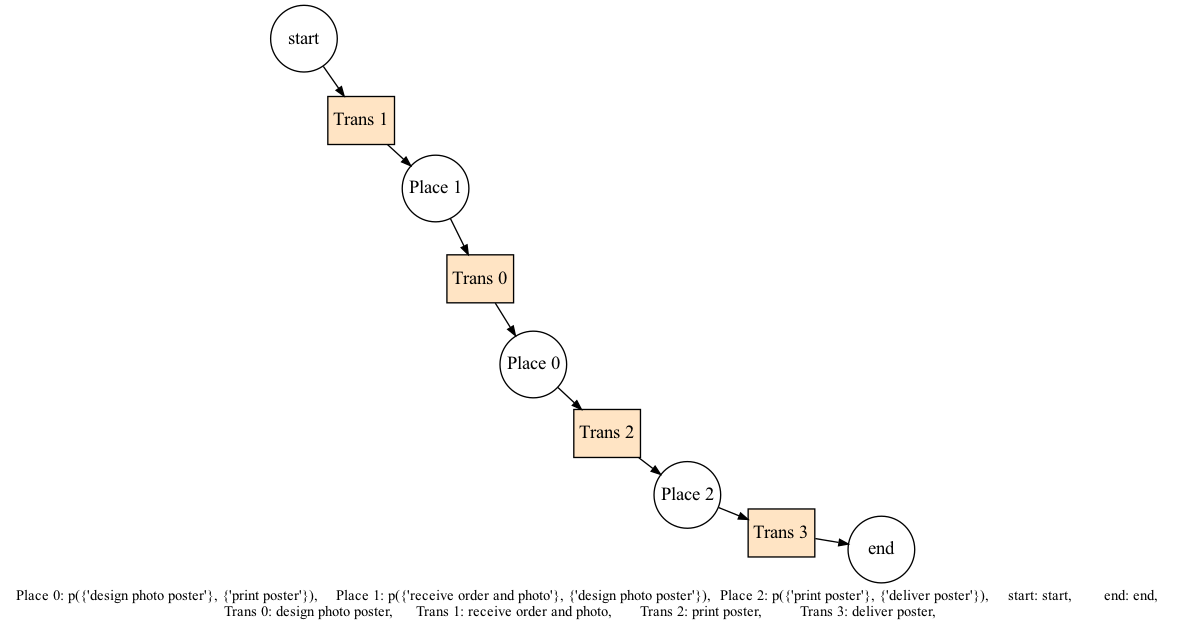 start
Trans 1
Place 1
Trans 0
Place 0
Trans 2
Place 2
Trans 3
end
Place 0: p({'design photo poster'}, {'print poster'}), Place 1: p({'receive order and photo'}, {'design photo poster'}), Place 2: p({'print poster'}, {'deliver poster'}), start: start, end: end,
Trans 0: design photo poster, Trans 1: receive order and photo, Trans 2: print poster, Trans 3: deliver poster,